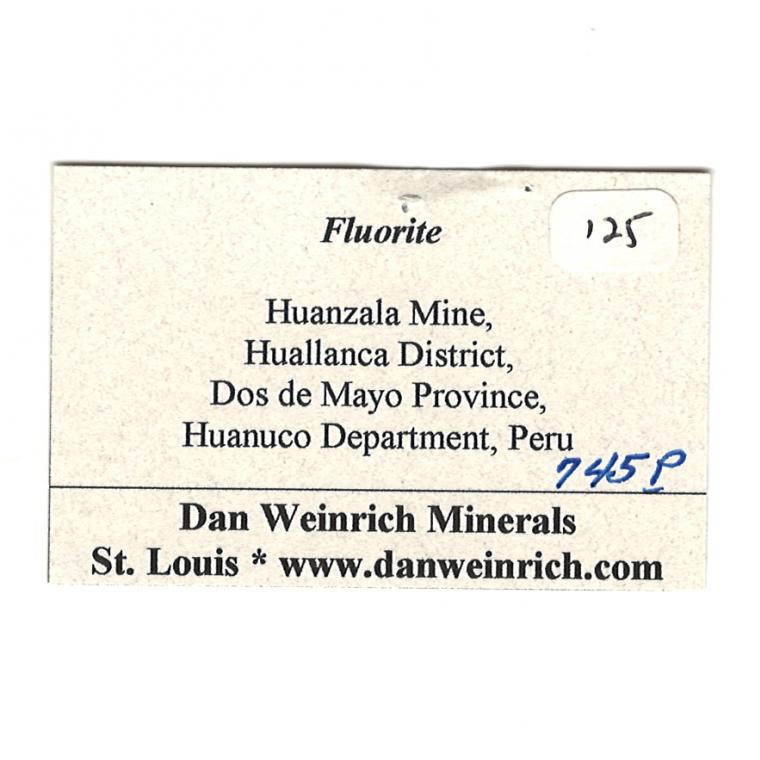 Fluorite
125
Huanzala Mine,
Huallanca District,
Dos de Mayo Province,
Huanuco Department, Peru
745 P
Dan Weinrich Minerals
St. Louis * www.danweinrich.com